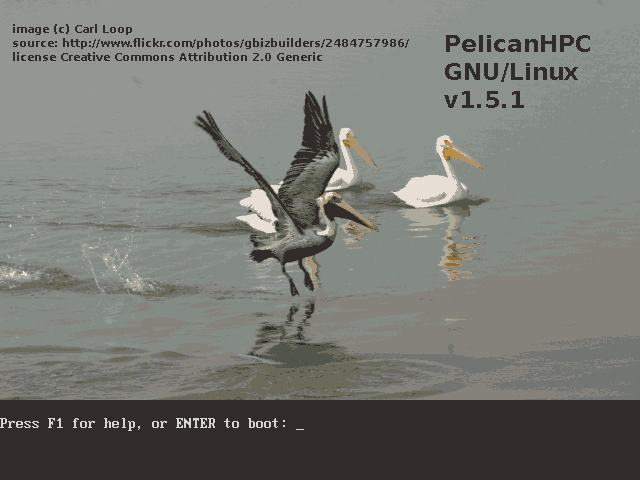 image (c) Carl Loop
source: http://www.flickr.com/photos/gbizbuilders/2484757986/
license Creative Commons Attribution 2.0 Generic
PelicanHPC
GNU/Linux
v1.5.1
Press F1 for help, or ENTER to boot: _